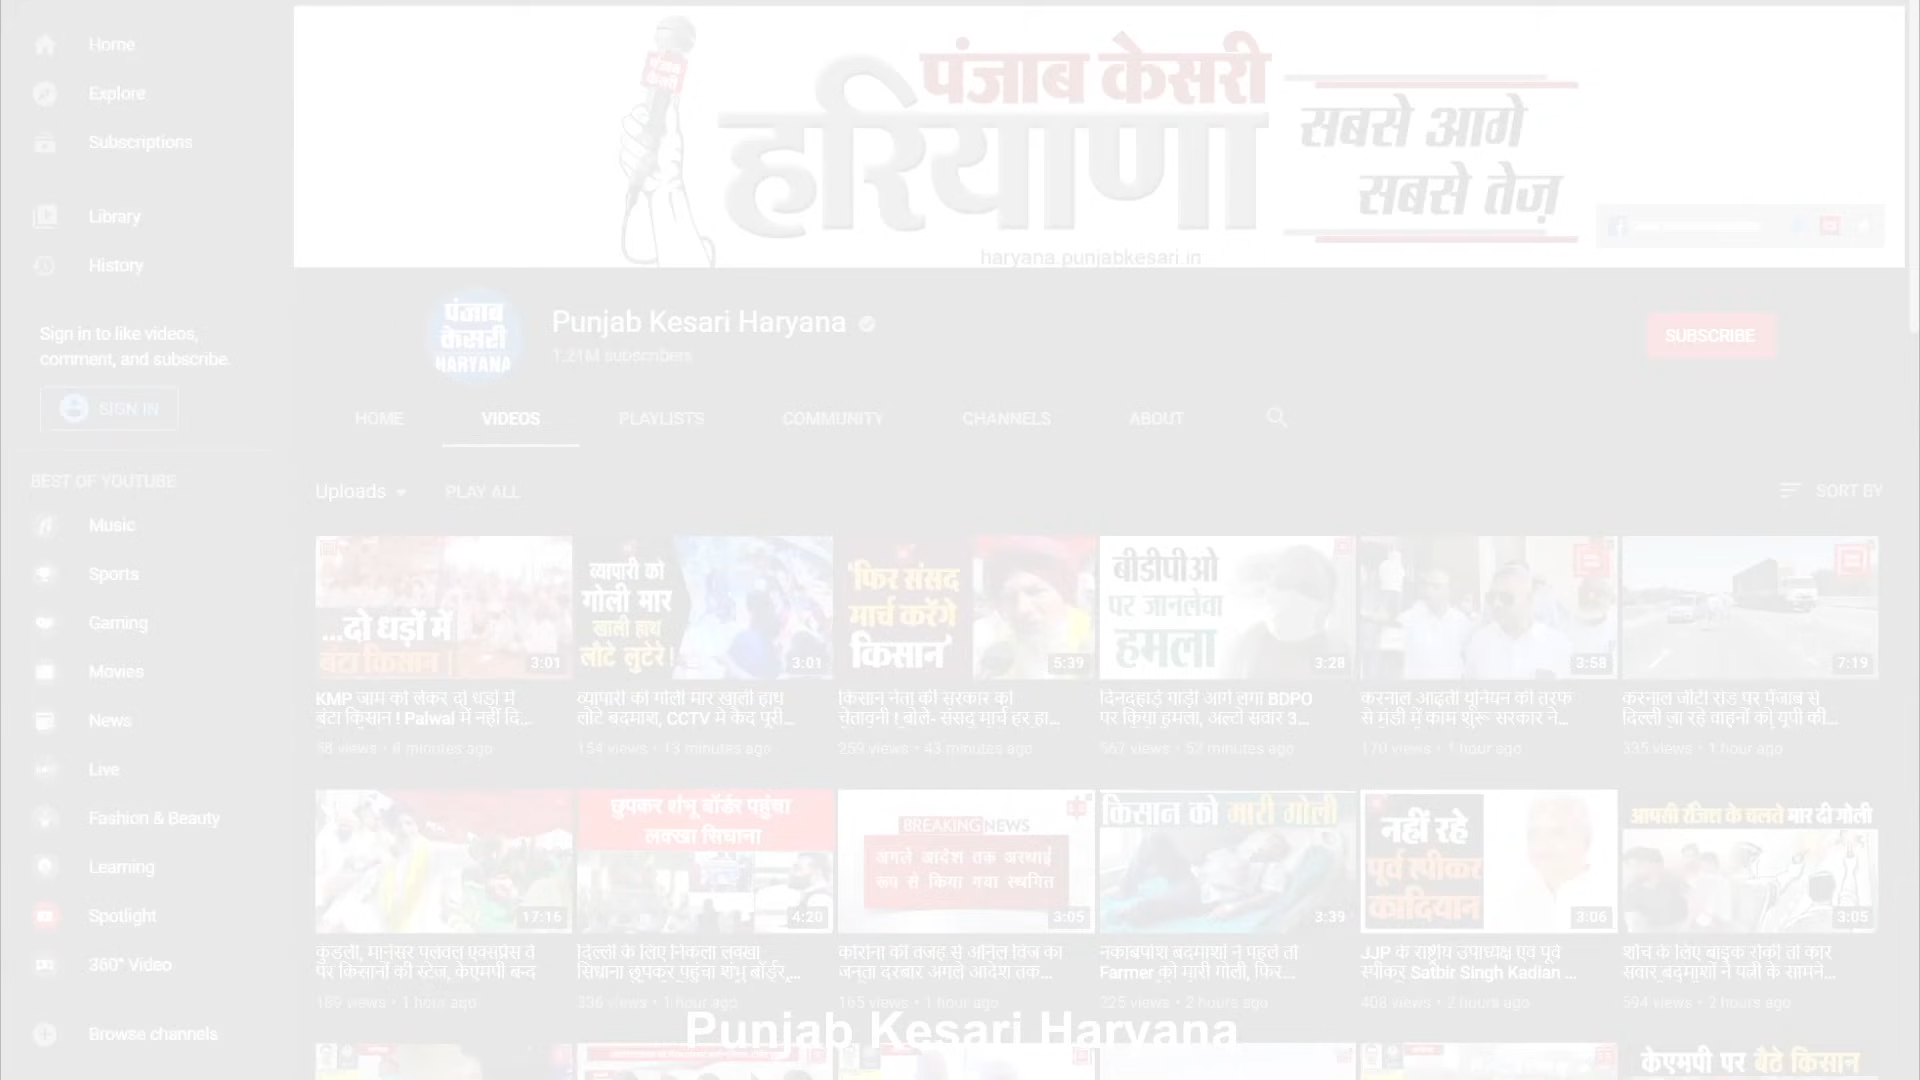 Home
Explore
Subscriptions
Library
History
Sign in to like videos,
comment, and subscribe.
SIGN IN
BEST OF YOUTUBE
Music
Sports
Gaming
Movies
News
Live
Fashion & Beauty
Learning
Spotlight
360° Video
Browse channels
पंजाब केसरी
हरियाणा
सबसे आगे
सबसे तेज़
haryana.punjabkesari.in
पंजाब
केसरी
HARYANA
Punjab Kesari Haryana
1.21M subscribers
SUBSCRIBE
HOME VIDEOS PLAYLISTS COMMUNITY CHANNELS ABOUT
Uploads PLAY ALL SORT BY
...दो धड़ों में
बंटा किसान !
3:01
KMP जाम को लेकर दो धड़ों में
बंटा किसान ! Palwal में नहीं दि...
58 views • 8 minutes ago
व्यापारी को
गोली मार
खाली हाथ
लौटे लुटेरे !
3:01
व्यापारी को गोली मार खाली हाथ
लौटे बदमाश, CCTV में कैद पूरी...
154 views • 13 minutes ago
'फिर संसद
मार्च करेंगे
किसान'
5:39
किसान नेता की सरकार को
चेतावनी ! बोले- संसद मार्च हर हा...
259 views • 43 minutes ago
बीडीपीओ
पर जानलेवा
हमला
3:28
दिनदहाड़े गाड़ी आगे लगा BDPO
पर किया हमला, अल्टो सवार 3...
567 views • 52 minutes ago
3:58
करनाल आढ़ती यूनियन की तरफ
से मंडी में काम शुरू सरकार ने...
170 views • 1 hour ago
7:19
करनाल जीटी रोड पर पंजाब से
दिल्ली जा रहे वाहनों को यूपी की...
335 views • 1 hour ago
17:16
कुंडली, मानेसर पलवल एक्सप्रेस वे
पर किसानों की स्टेज, केएमपी बन्द
189 views • 1 hour ago
छुपकर शंभू बॉर्डर पहुंचा
लक्खा सिधाना
4:20
दिल्ली के लिए निकला लक्खा
सिधाना छुपकर पहुंचा शंभू बॉर्डर,...
336 views • 1 hour ago
BREAKING NEWS
अगले आदेश तक अस्थाई
रूप से किया गया स्थगित
3:05
कोरोना की वजह से अनिल विज का
जनता दरबार अगले आदेश तक...
165 views • 1 hour ago
किसान को मारी गोली
3:39
नकाबपोश बदमाशों ने पहले तो
Farmer को मारी गोली, फिर...
225 views • 2 hours ago
नहीं रहे
पूर्व स्पीकर
कादियान
3:06
JJP के राष्ट्रीय उपाध्यक्ष एवं पूर्व
स्पीकर Satbir Singh Kadian ...
408 views • 2 hours ago
आपसी रंजिश के चलते मार दी गोली
3:05
शौच के लिए बाइक रोकी तो कार
सवार बदमाशों ने पत्नी के सामने...
594 views • 2 hours ago
Punjab Kesari Haryana
केएमपी पर बैठे किसान